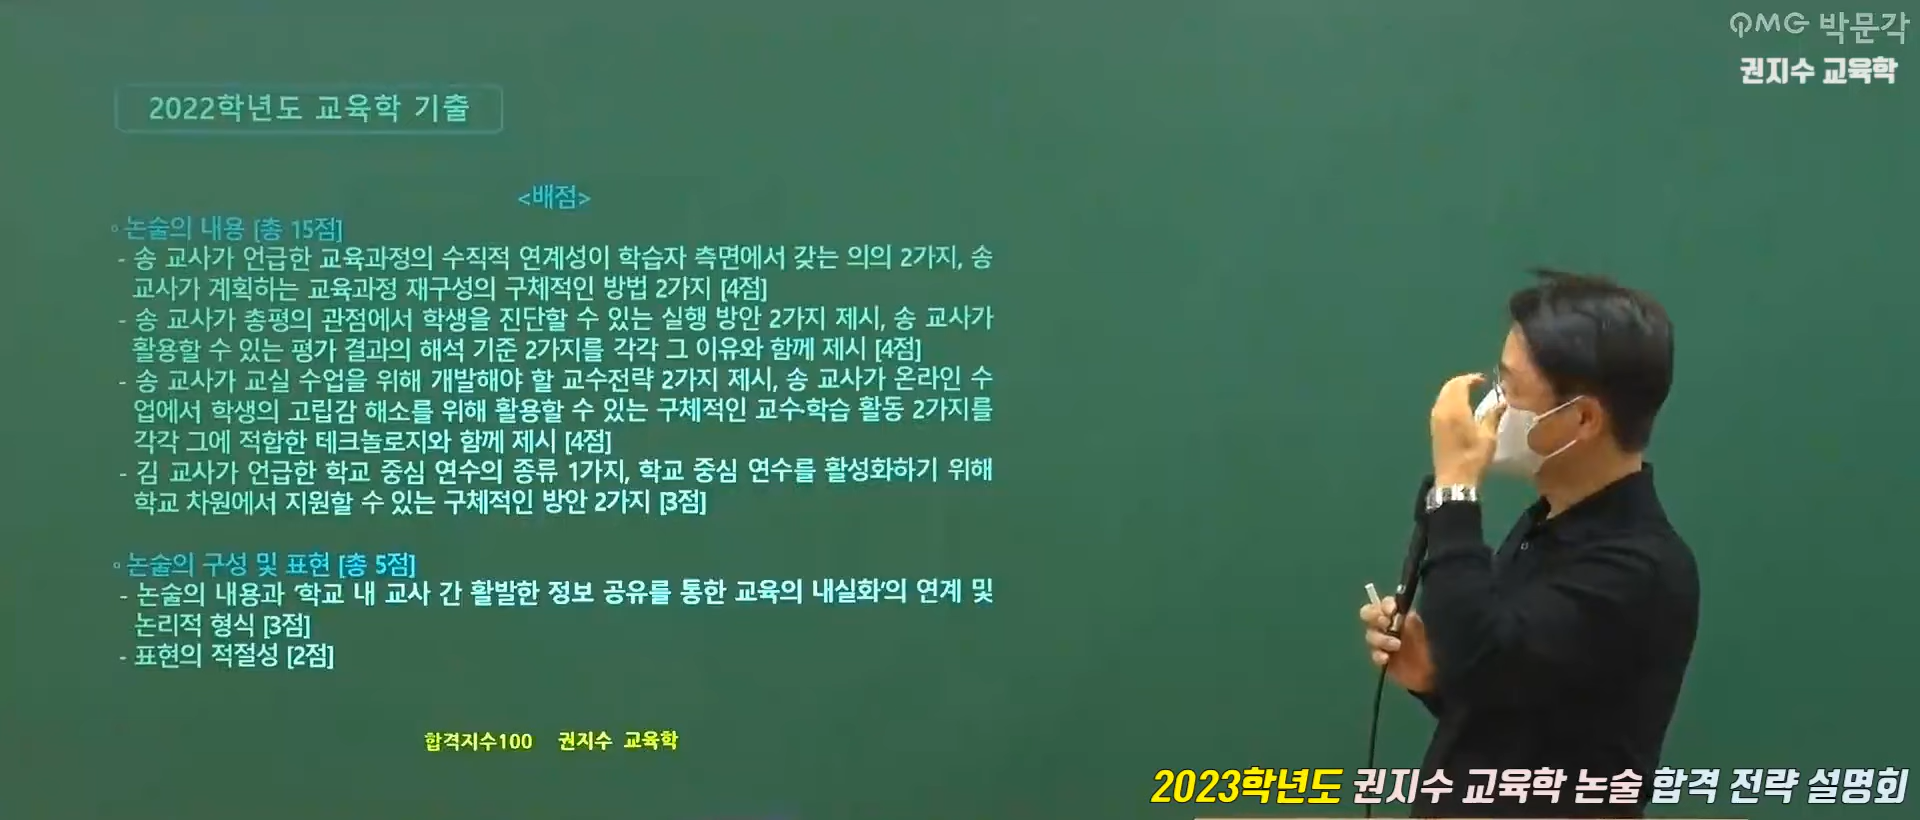 PMG 박문각
권지수 교육학
2022학년도 교육학 기출
<배점>
◦논술의 내용 [총 15점]
- 송 교사가 언급한 교육과정의 수직적 연계성이 학습자 측면에서 갖는 의의 2가지, 송
교사가 계획하는 교육과정 재구성의 구체적인 방법 2가지 [4점]
- 송 교사가 총평의 관점에서 학생을 진단할 수 있는 실행 방안 2가지 제시, 송 교사가
활용할 수 있는 평가 결과의 해석 기준 2가지를 각각 그 이유와 함께 제시 [4점]
- 송 교사가 교실 수업을 위해 개발해야 할 교수전략 2가지 제시, 송 교사가 온라인 수
업에서 학생의 고립감 해소를 위해 활용할 수 있는 구체적인 교수·학습 활동 2가지를
각각 그에 적합한 테크놀로지와 함께 제시 [4점]
- 김 교사가 언급한 학교 중심 연수의 종류 1가지, 학교 중심 연수를 활성화하기 위해
학교 차원에서 지원할 수 있는 구체적인 방안 2가지 [3점]
◦논술의 구성 및 표현 [총 5점]
- 논술의 내용과 '학교 내 교사 간 활발한 정보 공유를 통한 교육의 내실화'의 연계 및
논리적 형식 [3점]
- 표현의 적절성 [2점]
합격지수100 권지수 교육학
2023학년도 권지수 교육학 논술 합격 전략 설명회